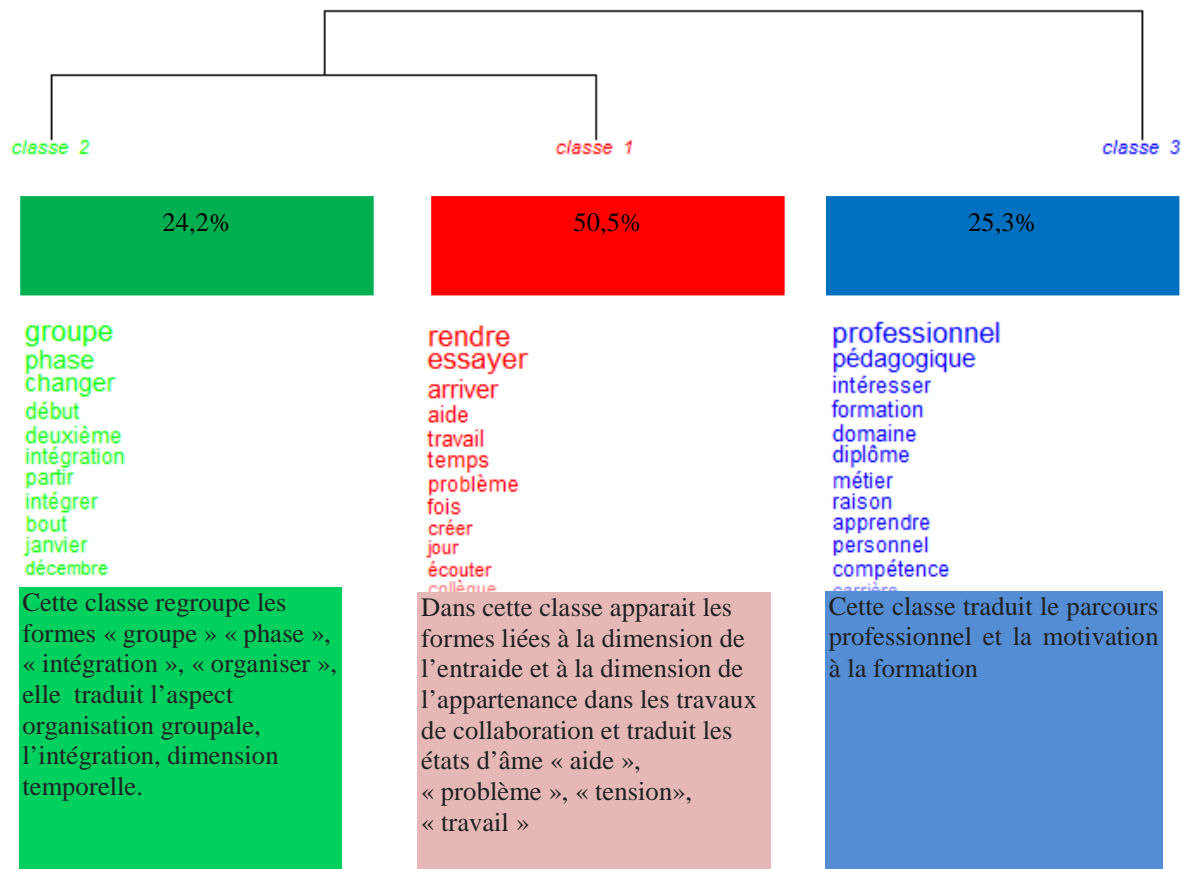 classe 2
classe 1
classe 3
24,2%
50,5%
25,3%
groupe
phase
changer
début
deuxième
intégration
partir
intégrer
bout
janvier
décembre
rendre
essayer
arriver
aide
travail
temps
problème
fois
créer
jour
écouter
collègue
professionnel
pédagogique
intéresser
formation
domaine
diplôme
métier
raison
apprendre
personnel
compétence
carrière
Cette classe regroupe les
formes « groupe » « phase »,
« intégration », « organiser »,
elle traduit l’aspect
organisation groupale,
l’intégration, dimension
temporelle.
Dans cette classe apparait les
formes liées à la dimension de
l’entraide et à la dimension de
l’appartenance dans les travaux
de collaboration et traduit les
états d’âme « aide »,
« problème », « tension»,
« travail »
Cette classe traduit le parcours
professionnel et la motivation
à la formation